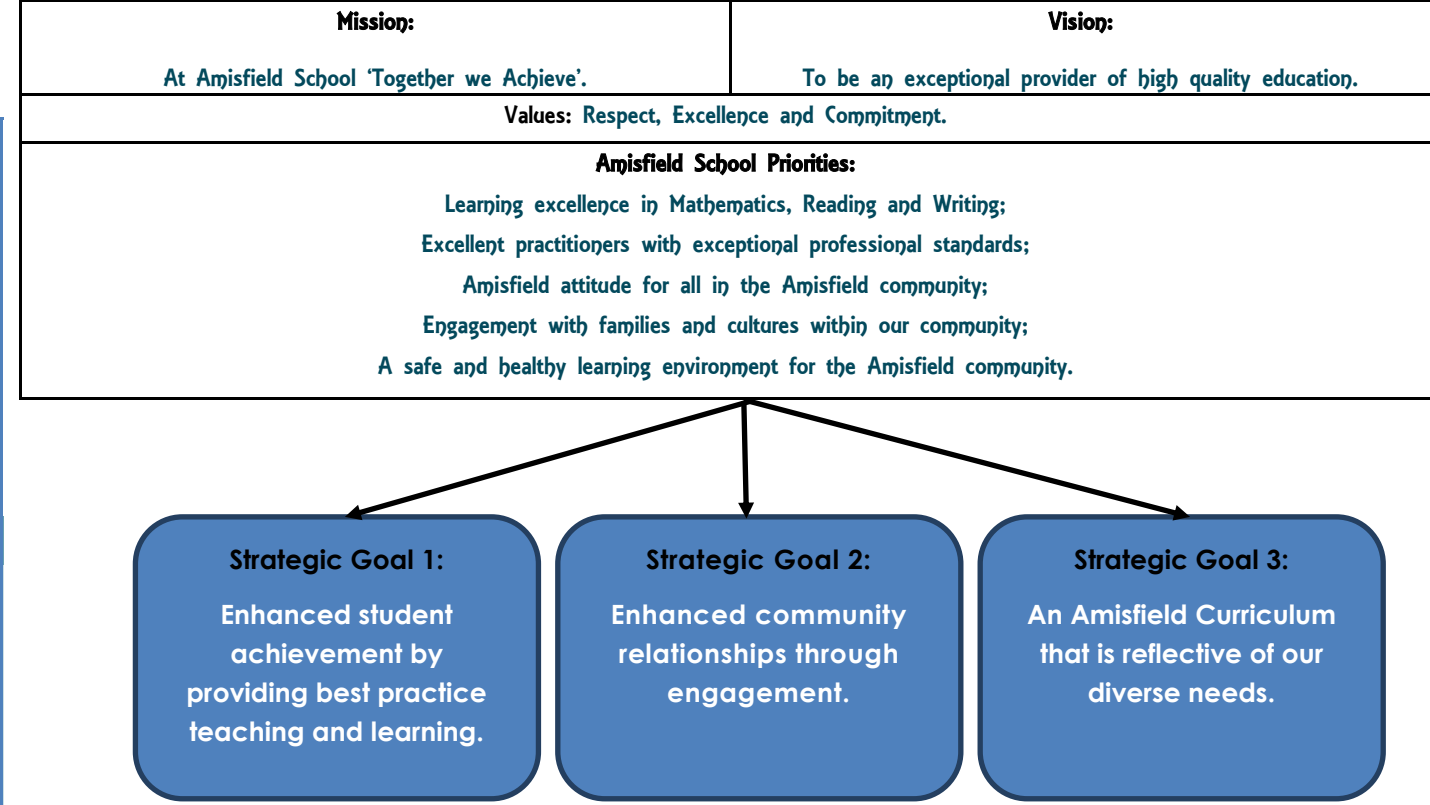 Mission:
At Amisfield School ‘Together we Achieve’.
Vision:
To be an exceptional provider of high quality education.
Values: Respect, Excellence and Commitment.
Amisfield School Priorities:
Learning excellence in Mathematics, Reading and Writing;
Excellent practitioners with exceptional professional standards;
Amisfield attitude for all in the Amisfield community;
Engagement with families and cultures within our community;
A safe and healthy learning environment for the Amisfield community.
Strategic Goal 1:
Enhanced student
achievement by
providing best practice
teaching and learning.
Strategic Goal 2:
Enhanced community
relationships through
engagement.
Strategic Goal 3:
An Amisfield Curriculum
that is reflective of our
diverse needs.